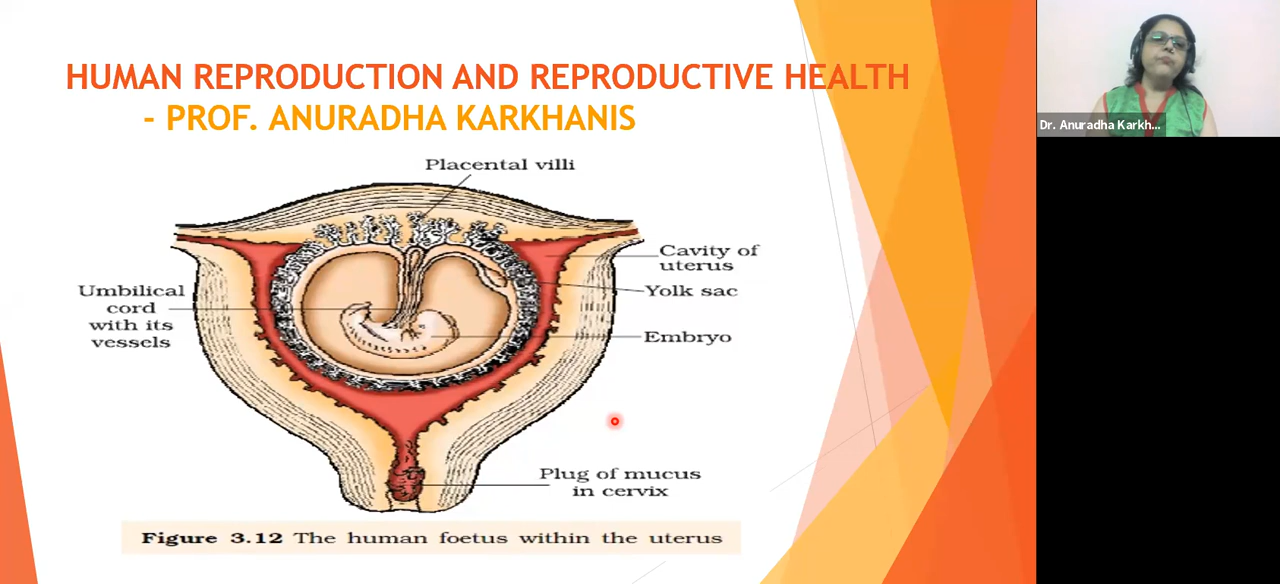 HUMAN REPRODUCTION AND REPRODUCTIVE HEALTH
- PROF. ANURADHA KARKHANIS
Dr. Anuradha Karkh...
Placental villi
Cavity of
uterus
Umbilical
cord
with its
vessels
Yolk sac
Embryo
Plug of mucus
in cervix
Figure 3.12 The human foetus within the uterus